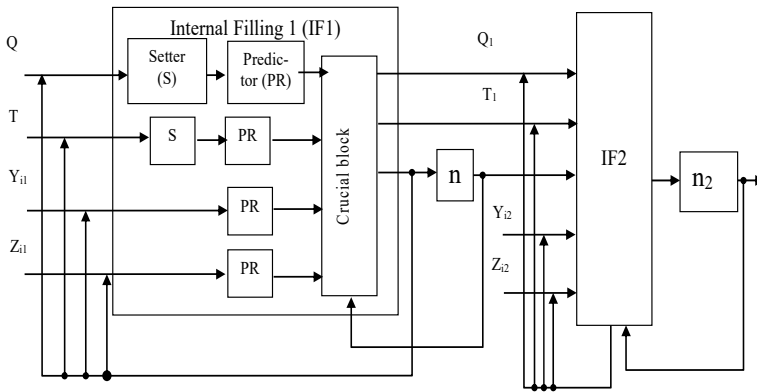 Internal Filling 1 (IF1)
Q
Setter
(S)
Predic-
tor (PR)
Q₁
T
S
PR
T₁
Crucial block
n
IF2
n₂
Yᵢ₁
PR
Yᵢ₂
Zᵢ₁
PR
Zᵢ₂